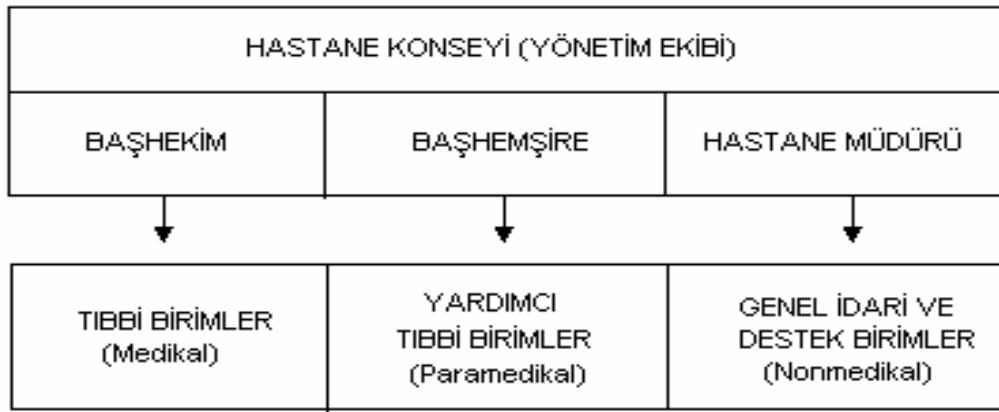 HASTANE KONSEYİ (YÖNETİM EKİBİ)
BAŞHEKİM
BAŞHEMŞİRE
HASTANE MÜDÜRÜ
TIBBİ BİRİMLER
(Medikal)
YARDIMCI
TIBBİ BİRİMLER
(Paramedikal)
GENEL İDARİ VE
DESTEK BİRİMLER
(Nonmedikal)